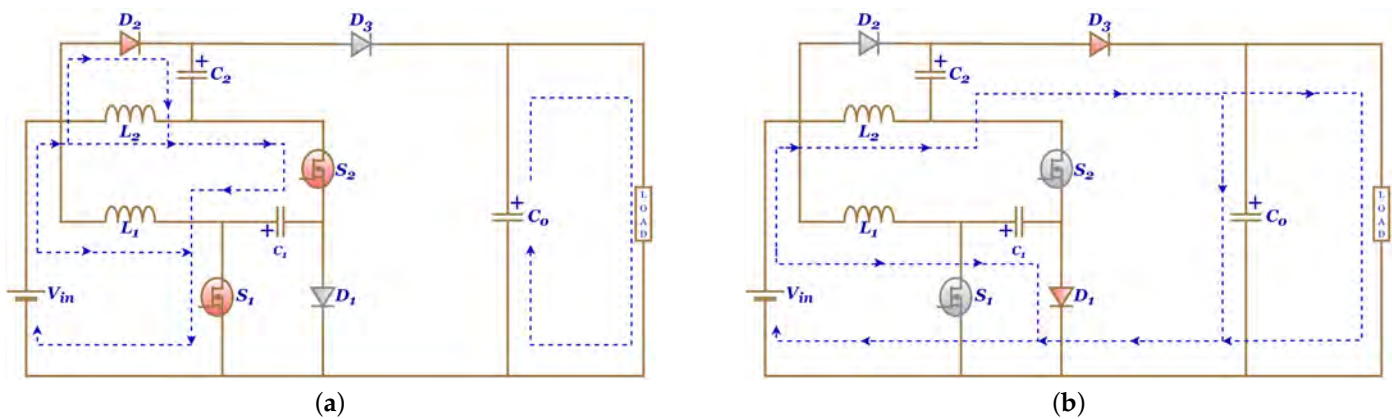 D2 D3
+
C2
+
L2
S2
LOAD
+
Co
L1
+
C1
Vin
S1
D1
(a)
D2 D3
+
C2
+
L2
S2
LOAD
Co
L1
+
C1
Vin
S1
D1
(b)